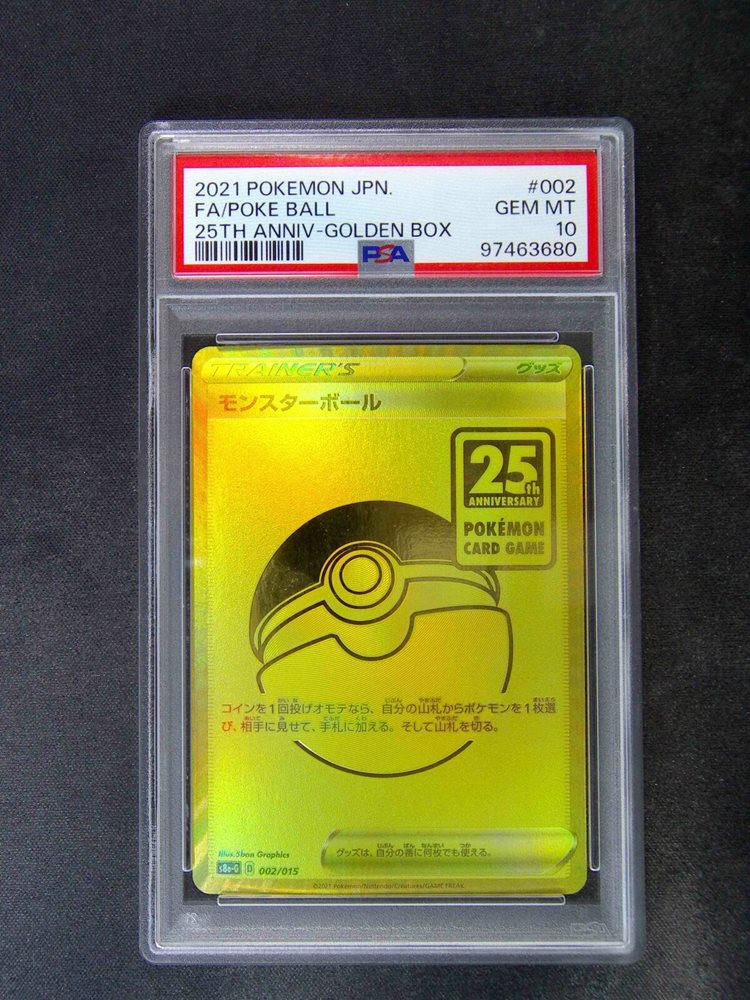 2021 POKEMON JPN. #002
FA/POKE BALL GEM MT
25TH ANNIV-GOLDEN BOX 10
PSA 97463680
TRAINER'S グッズ
モンスターボール
25th
ANNIVERSARY
POKÉMON
CARD GAME
コインを1回投げオモテなら、自分の山札からポケモンを1枚選
び、相手に見せて、手札に加える。そして山札を切る。
グッズは、自分の番に何枚でも使える。
Illus.5ban Graphics
s8a-G D 002/015
©2021 Pokémon/Nintendo/Creatures/GAME FREAK.